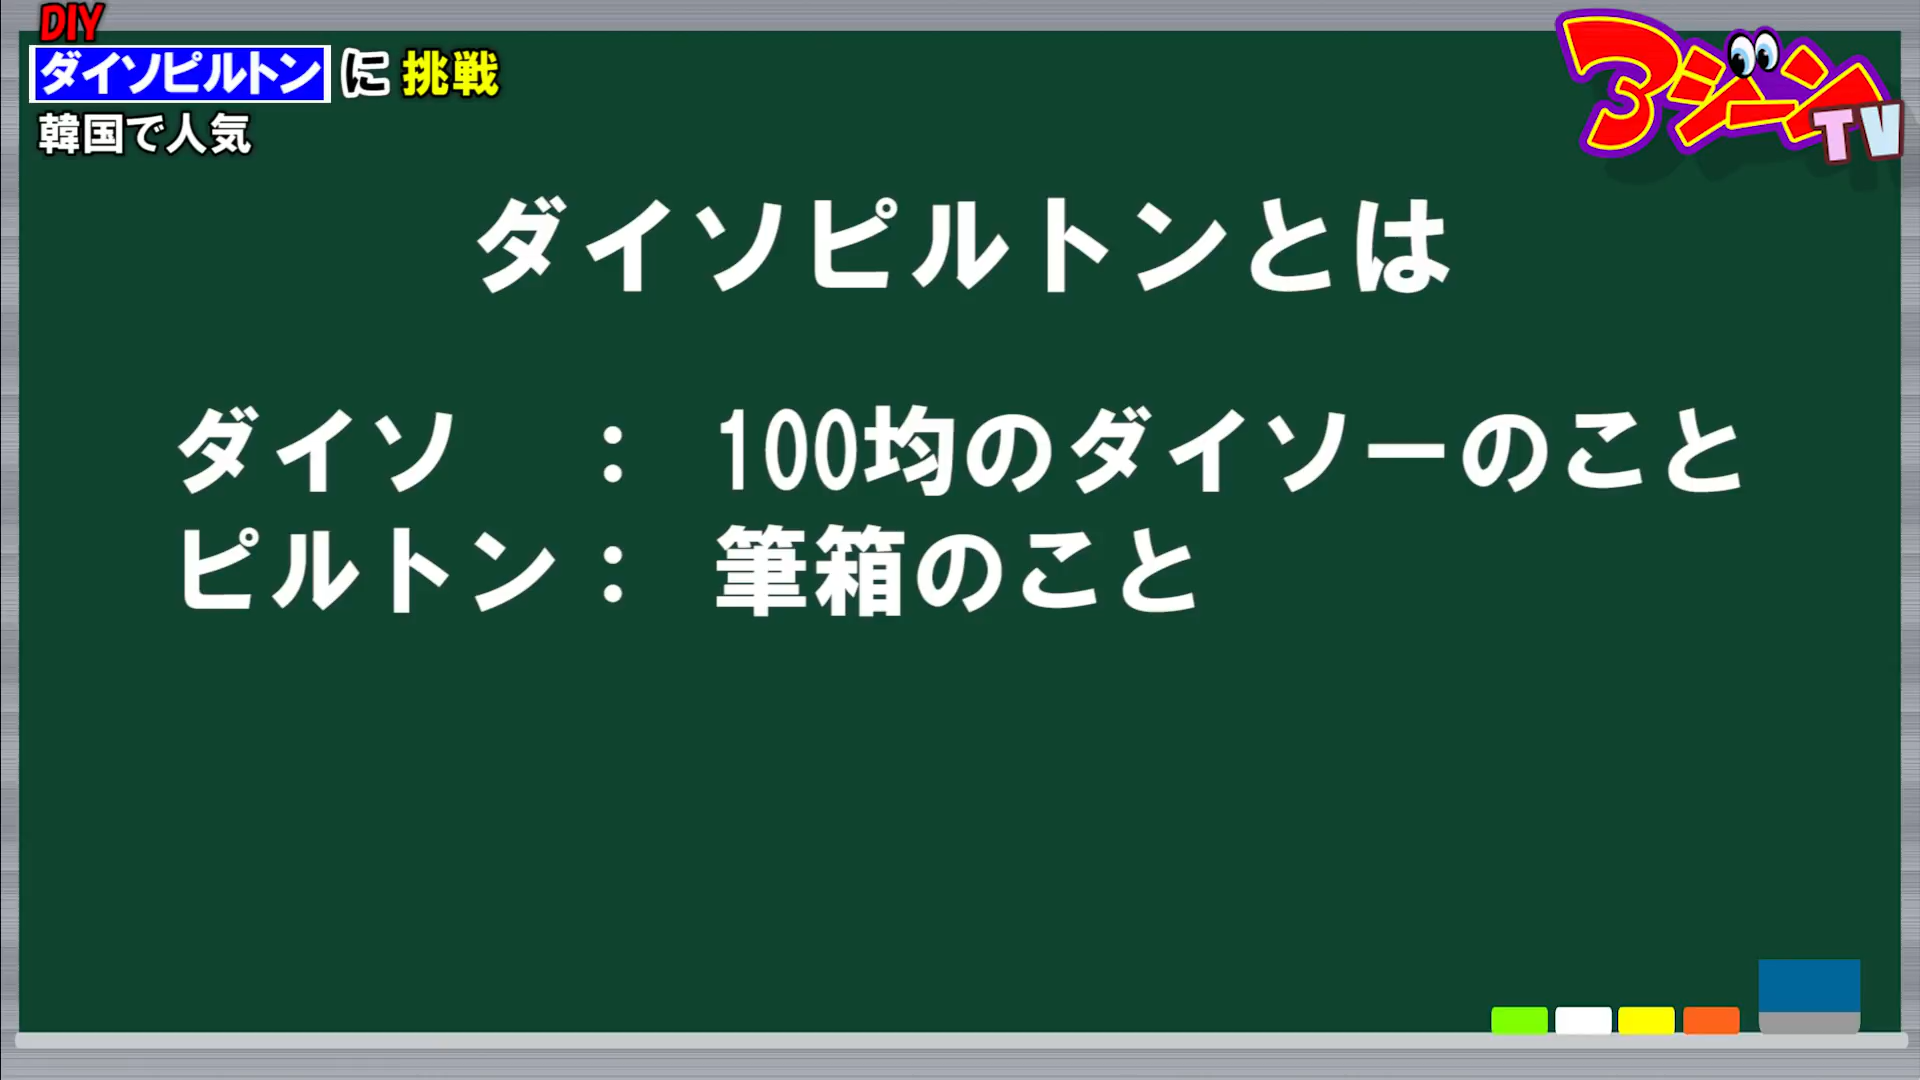 DIY
ダイソピルトンに挑戦
韓国で人気
アジーンTV
ダイソピルトンとは
ダイソ ： 100均のダイソーのこと
ピルトン： 筆箱のこと